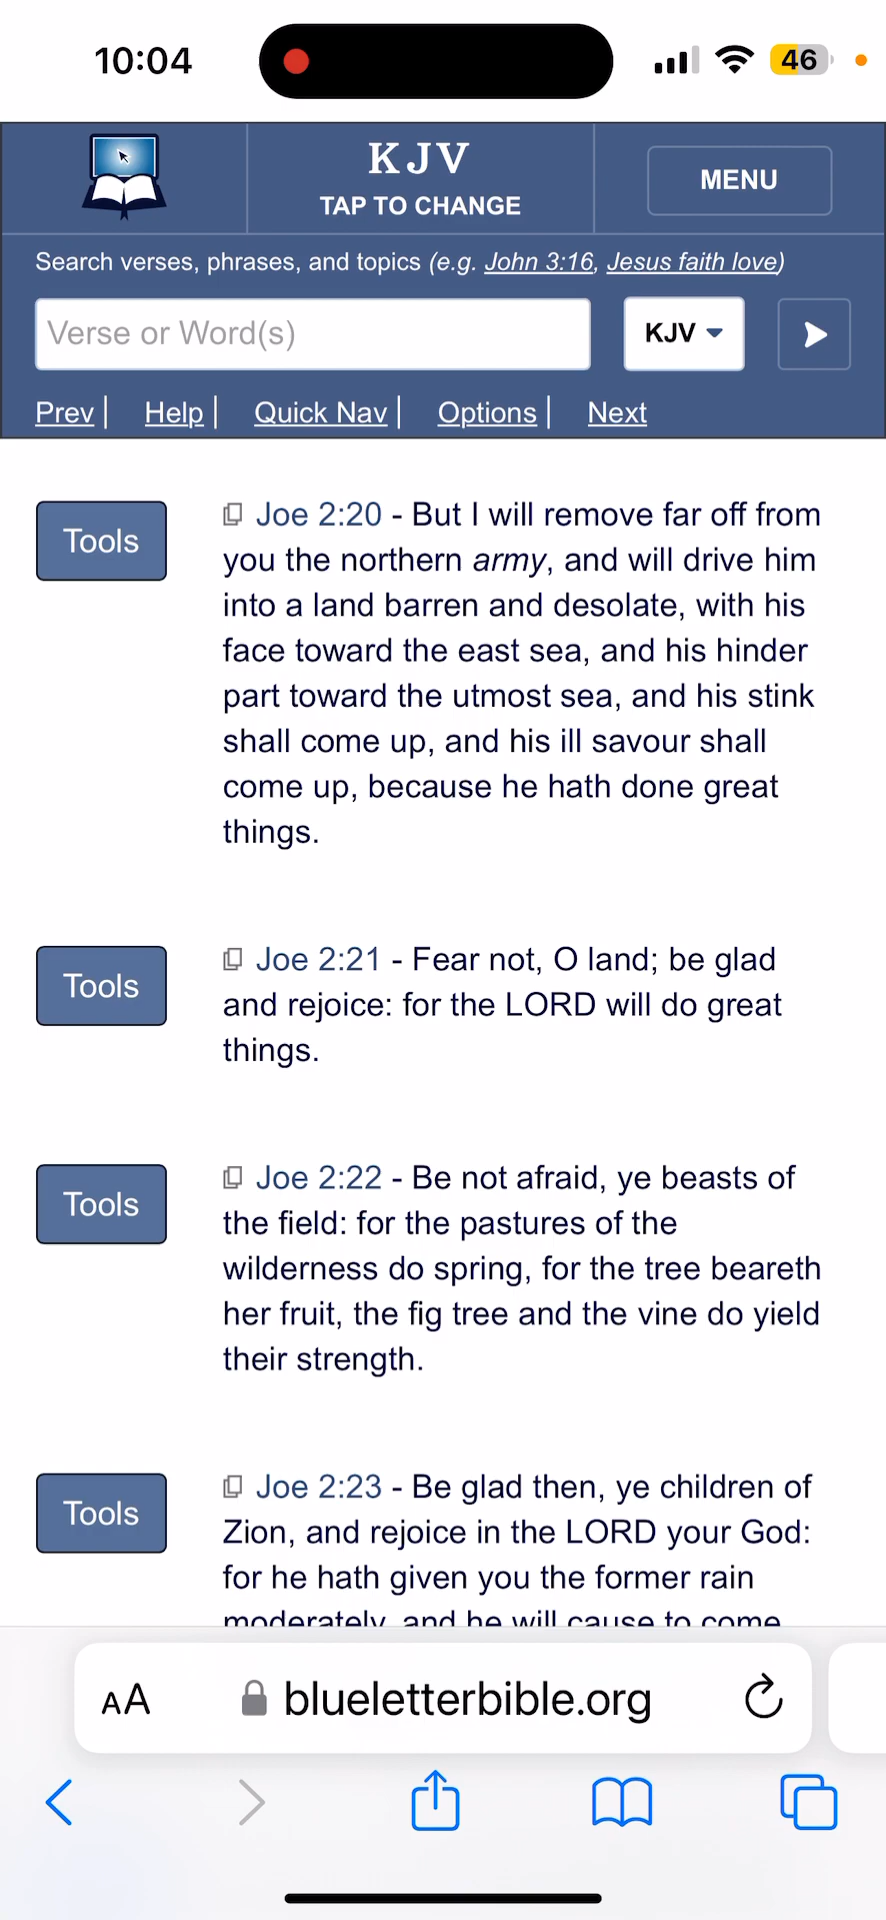 10:04
46
KJV
TAP TO CHANGE
MENU
Search verses, phrases, and topics (e.g. John 3:16, Jesus faith love)
Verse or Word(s)
KJV
Prev | Help | Quick Nav | Options | Next
Tools
Joe 2:20 - But I will remove far off from
you the northern army, and will drive him
into a land barren and desolate, with his
face toward the east sea, and his hinder
part toward the utmost sea, and his stink
shall come up, and his ill savour shall
come up, because he hath done great
things.
Tools
Joe 2:21 - Fear not, O land; be glad
and rejoice: for the LORD will do great
things.
Tools
Joe 2:22 - Be not afraid, ye beasts of
the field: for the pastures of the
wilderness do spring, for the tree beareth
her fruit, the fig tree and the vine do yield
their strength.
Tools
Joe 2:23 - Be glad then, ye children of
Zion, and rejoice in the LORD your God:
for he hath given you the former rain
moderately, and he will cause to come
AA
blueletterbible.org